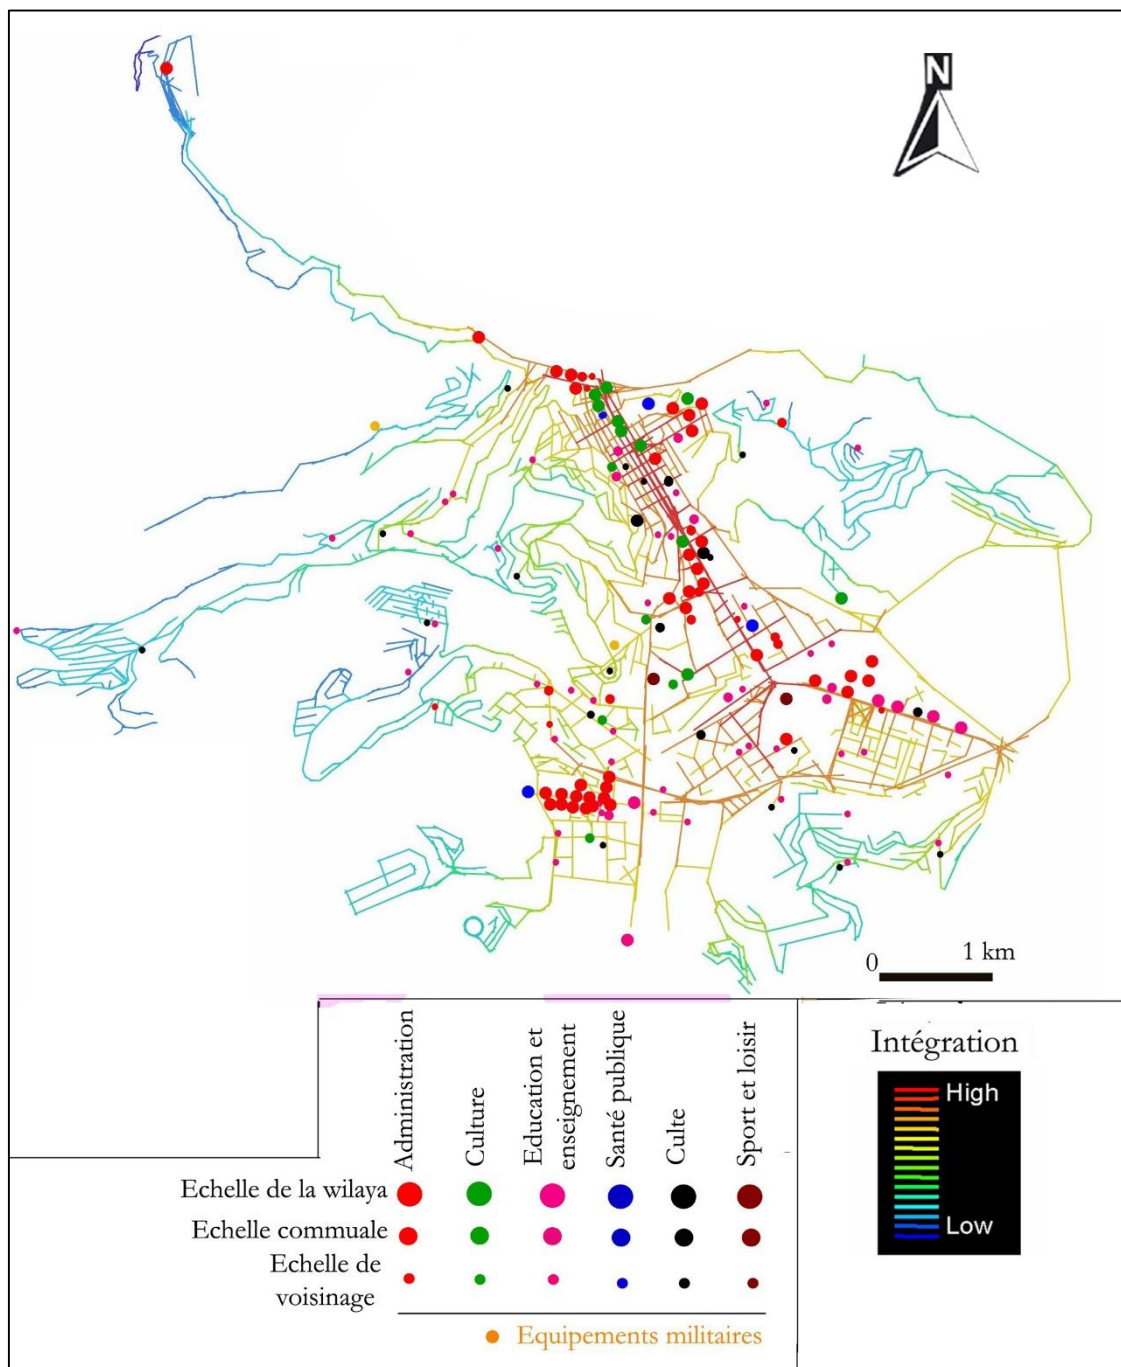 N
0 1 km
Administration
Culture
Education et
enseignement
Santé publique
Culte
Sport et loisir
Echelle de la wilaya
Echelle commuale
Echelle de
voisinage
Equipements militaires
Intégration
High
Low